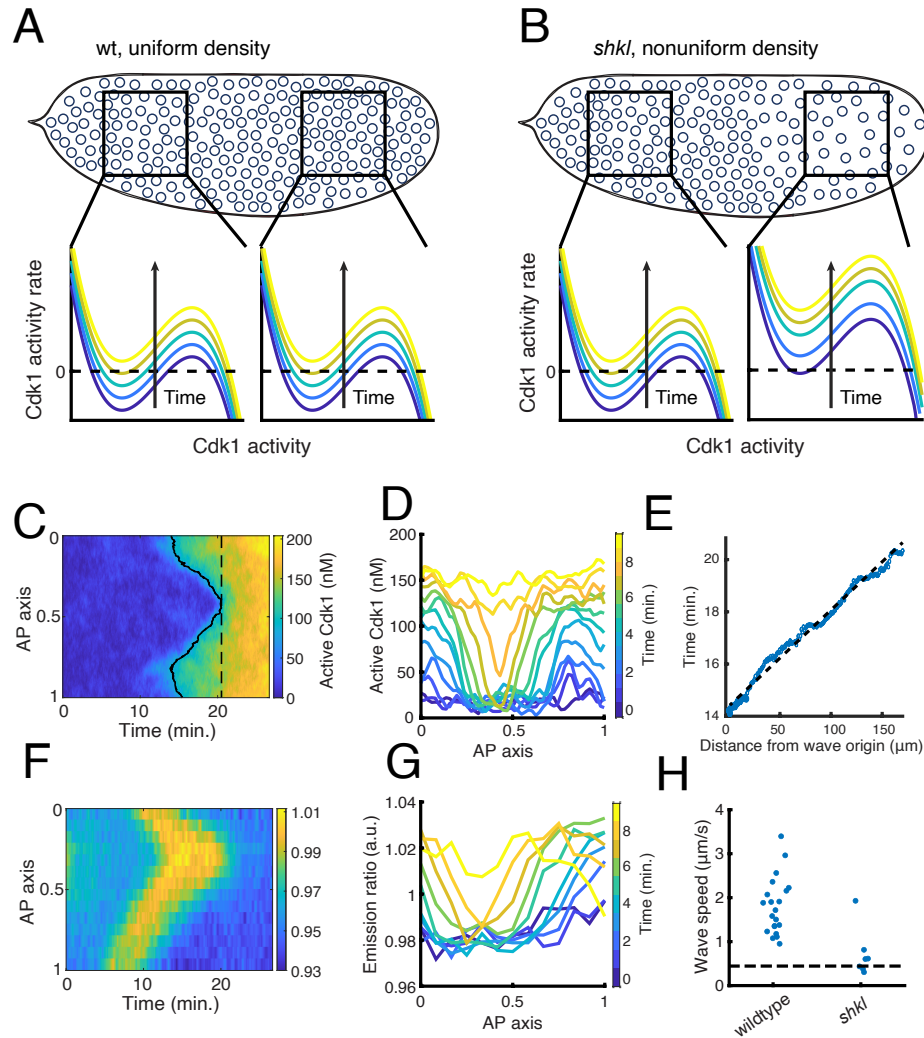 A
wt, uniform density
B
shkl, nonuniform density
Cdk1 activity rate
0
Time
Time
Cdk1 activity
Cdk1 activity rate
0
Time
Time
Cdk1 activity
C
AP axis
0
0.5
1
0
10
20
Time (min.)
200
150
100
50
0
Active Cdk1 (nM)
D
Active Cdk1 (nM)
200
150
100
50
0
0
0.5
1
AP axis
8
6
4
2
0
Time (min.)
E
Time (min.)
20
18
16
14
0
50
100
150
Distance from wave origin (µm)
F
AP axis
0
0.5
1
0
10
20
Time (min.)
1.01
0.99
0.97
0.95
0.93
G
Emission ratio (a.u.)
1.04
1.02
1
0.98
0.96
0
0.5
1
AP axis
8
6
4
2
0
Time (min.)
H
Wave speed (µm/s)
4
3
2
1
0
wildtype
shkl